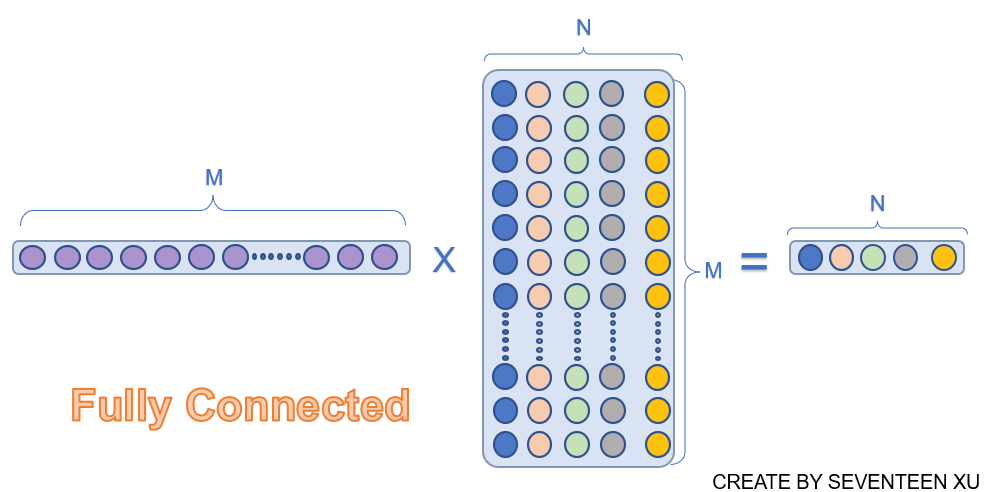 N
M
N
X
M
=
Fully Connected
CREATE BY SEVENTEEN XU